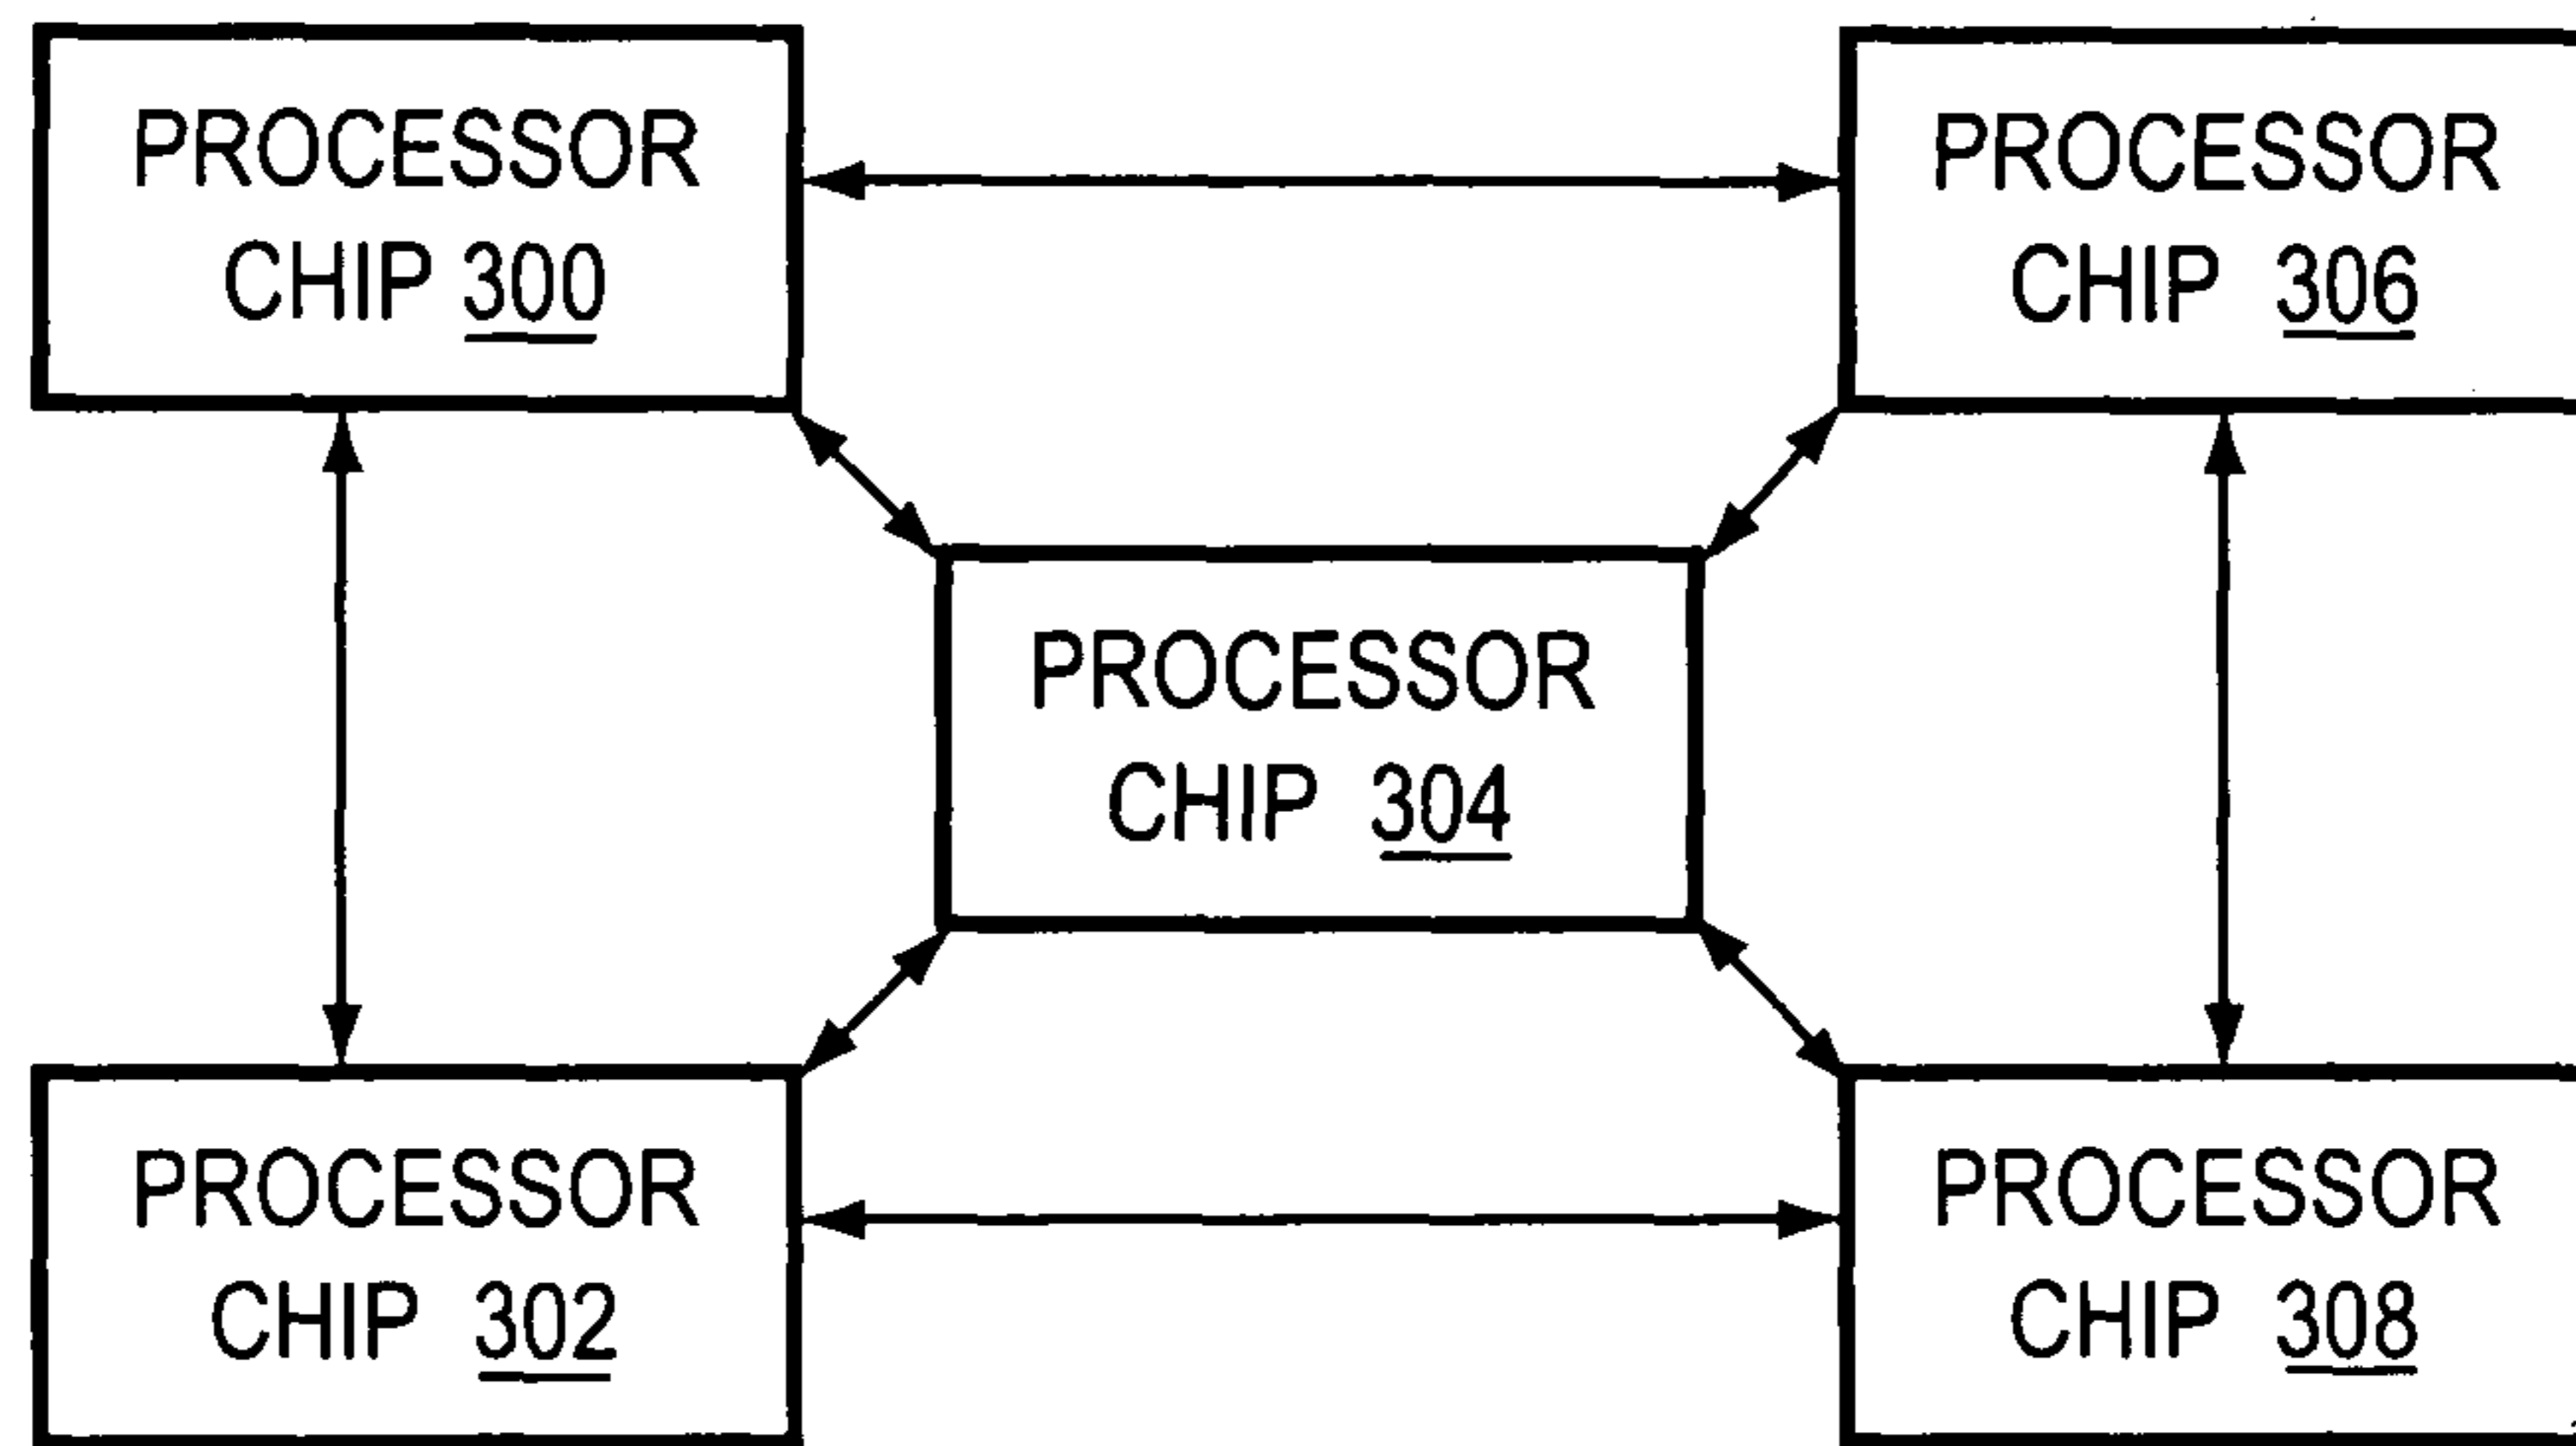 PROCESSOR
CHIP 300
PROCESSOR
CHIP 306
PROCESSOR
CHIP 304
PROCESSOR
CHIP 302
PROCESSOR
CHIP 308